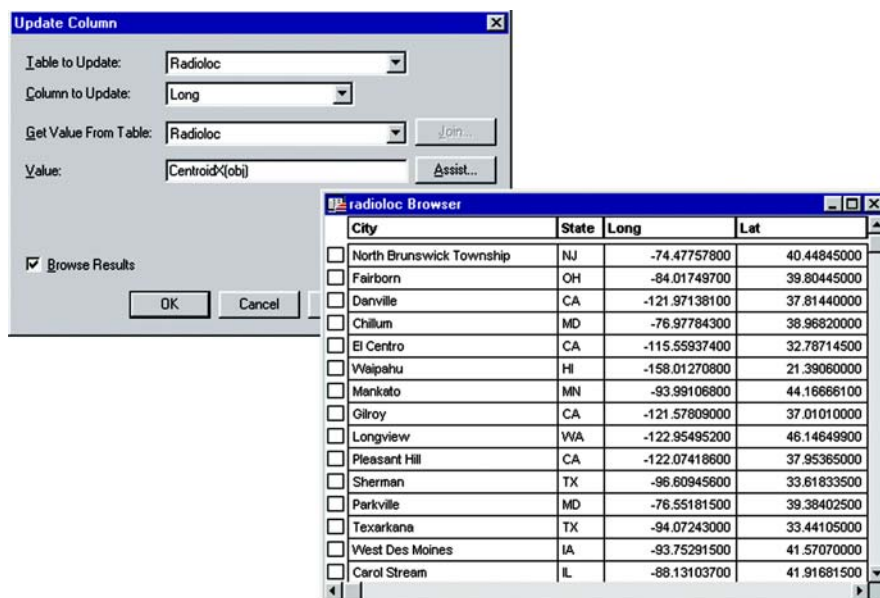 Update Column
Table to Update: Radioloc
Column to Update: Long
Get Value From Table: Radioloc Join...
Value: CentroidX(obj) Assist...
Browse Results
OK Cancel
radioloc Browser
City State Long Lat
North Brunswick Township NJ -74.47757800 40.44845000
Fairborn OH -84.01749700 39.80445000
Danville CA -121.97138100 37.81440000
Chillum MD -76.97784300 38.96820000
El Centro CA -115.55937400 32.78714500
Waipahu HI -158.01270800 21.39060000
Mankato MN -93.99106800 44.16666100
Gilroy CA -121.57809000 37.01010000
Longview WA -122.95495200 46.14649900
Pleasant Hill CA -122.07418600 37.95365000
Sherman TX -96.60945600 33.61833500
Parkville MD -76.55181500 39.38402500
Texarkana TX -94.07243000 33.44105000
West Des Moines IA -93.75291500 41.57070000
Carol Stream IL -88.13103700 41.91681500